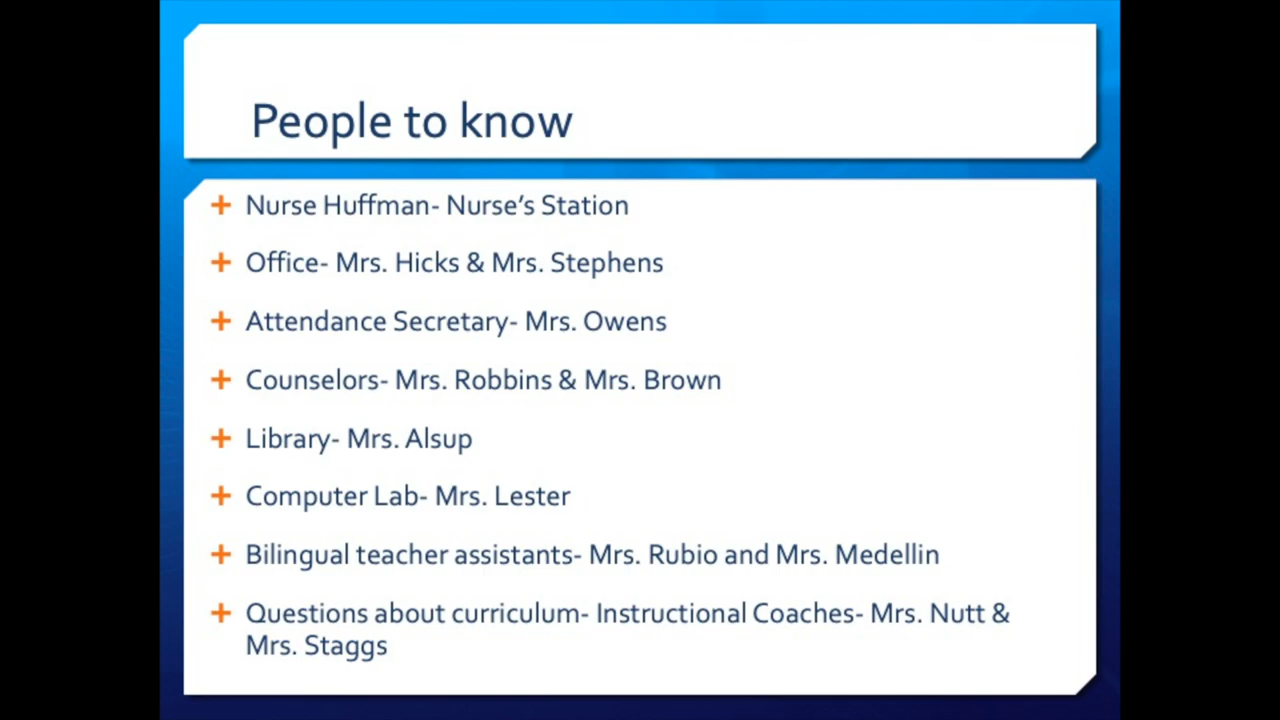 People to know
+ Nurse Huffman- Nurse’s Station
+ Office- Mrs. Hicks & Mrs. Stephens
+ Attendance Secretary- Mrs. Owens
+ Counselors- Mrs. Robbins & Mrs. Brown
+ Library- Mrs. Alsup
+ Computer Lab- Mrs. Lester
+ Bilingual teacher assistants- Mrs. Rubio and Mrs. Medellin
+ Questions about curriculum- Instructional Coaches- Mrs. Nutt &
Mrs. Staggs